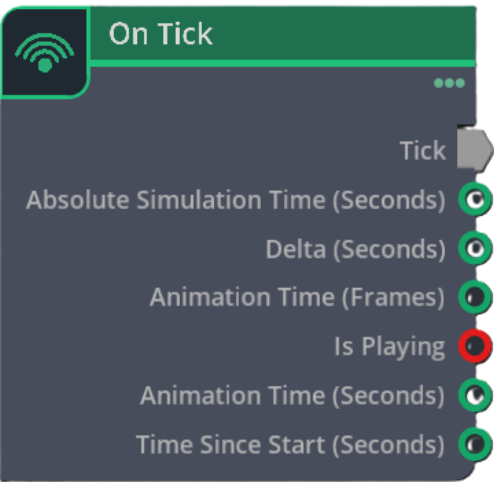 On Tick
Tick
Absolute Simulation Time (Seconds)
Delta (Seconds)
Animation Time (Frames)
Is Playing
Animation Time (Seconds)
Time Since Start (Seconds)